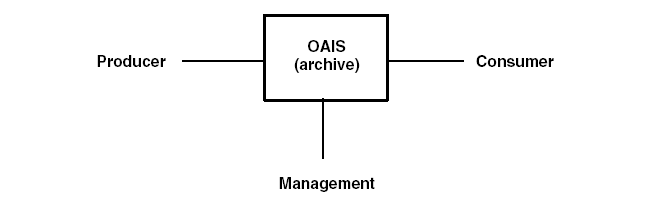 OAIS
(archive)
Producer
Consumer
Management